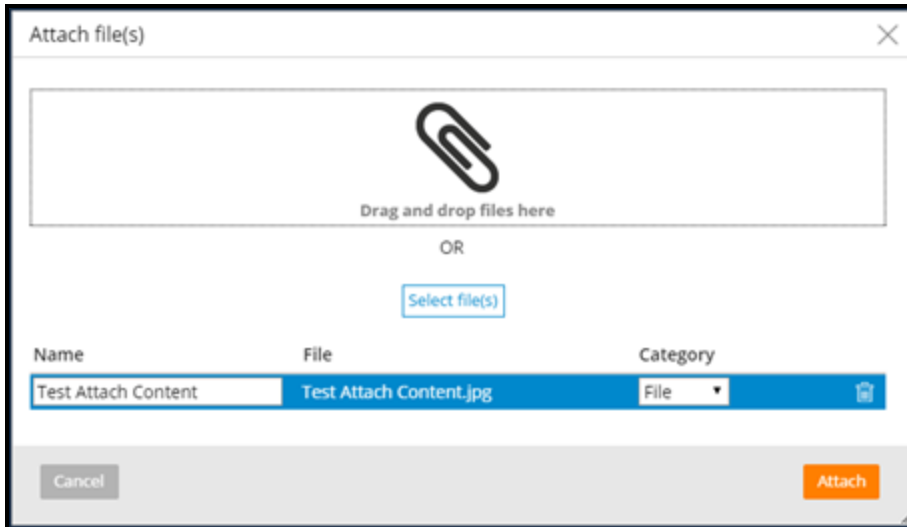 Attach file(s)
Drag and drop files here
OR
Select file(s)
Name File Category
Test Attach Content Test Attach Content.jpg File
Cancel Attach